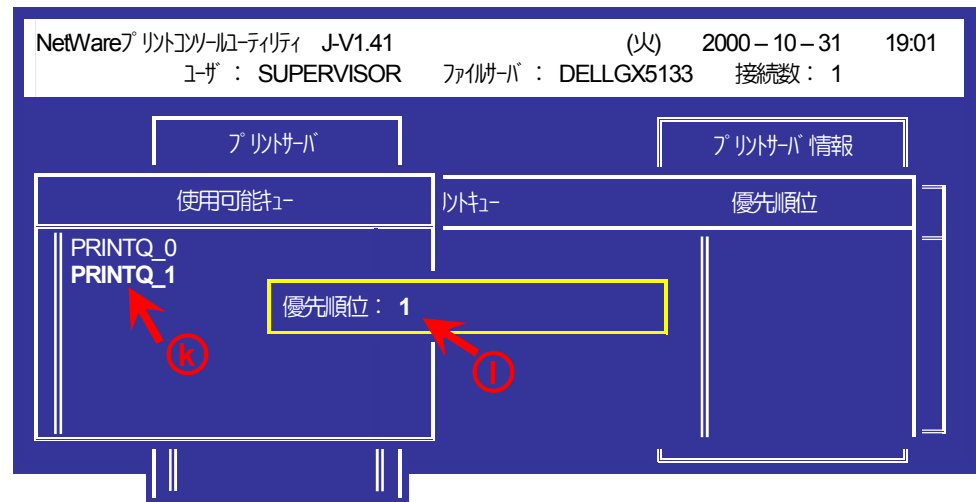 NetWareプリントコンソールユーティリティ J-V1.41 (火) 2000 – 10 – 31 19:01
ユーザ : SUPERVISOR ファイルサーバ : DELLGX5133 接続数 : 1
プリントサーバ プリントサーバ情報
使用可能キュー リントキュー 優先順位
PRINTQ_0
PRINTQ_1
優先順位 : 1
k l